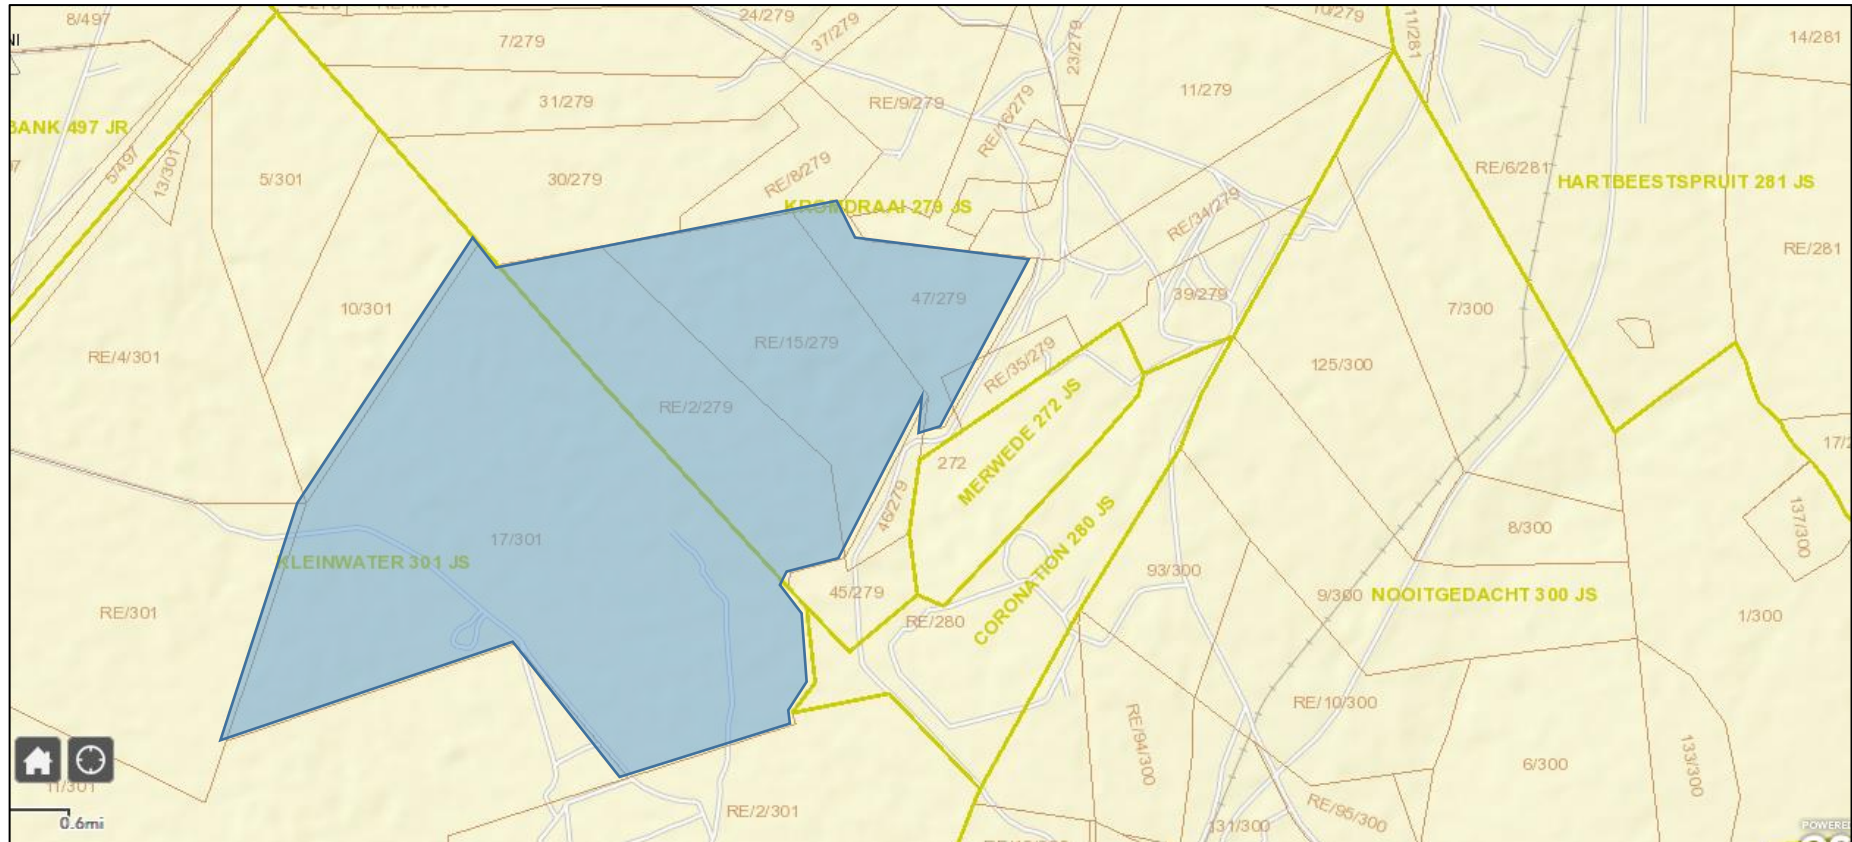 8/497
24/279
10/279
11/281
14/281
7/279
37/279
23/279
31/279
RE/9/279
11/279
BANK 497 JR
5/497
13/301
5/301
30/279
RE/8/279
RE/16/279
RE/6/281
HARTBEESTSPRUIT 281 JS
KROMDRAAI 279 JS
RE/34/279
RE/281
10/301
47/279
39/279
7/300
RE/4/301
RE/15/279
RE/35/279
125/300
RE/2/279
MERWEDE 272 JS
272
46/279
17/301
KLEINWATER 301 JS
CORONATION 280 JS
8/300
137/300
93/300
9/300
NOOITGEDACHT 300 JS
45/279
RE/280
RE/301
1/300
RE/94/300
RE/10/300
6/300
133/300
11/301
RE/2/301
RE/95/300
131/300
0.6mi
POWERE